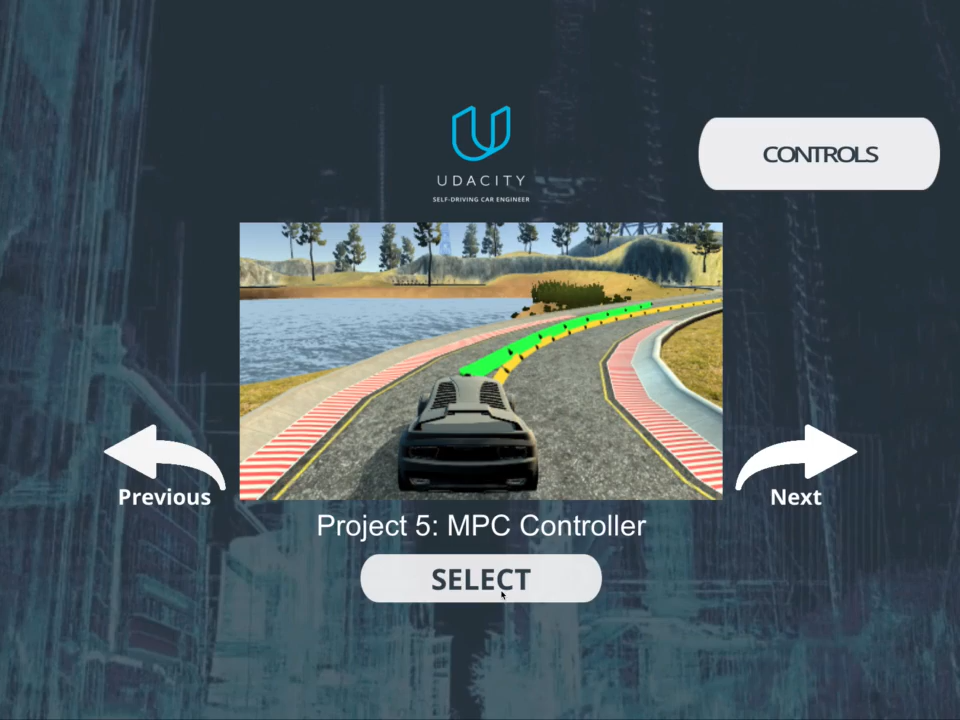 UDACITY
SELF-DRIVING CAR ENGINEER
CONTROLS
Previous
Next
Project 5: MPC Controller
SELECT